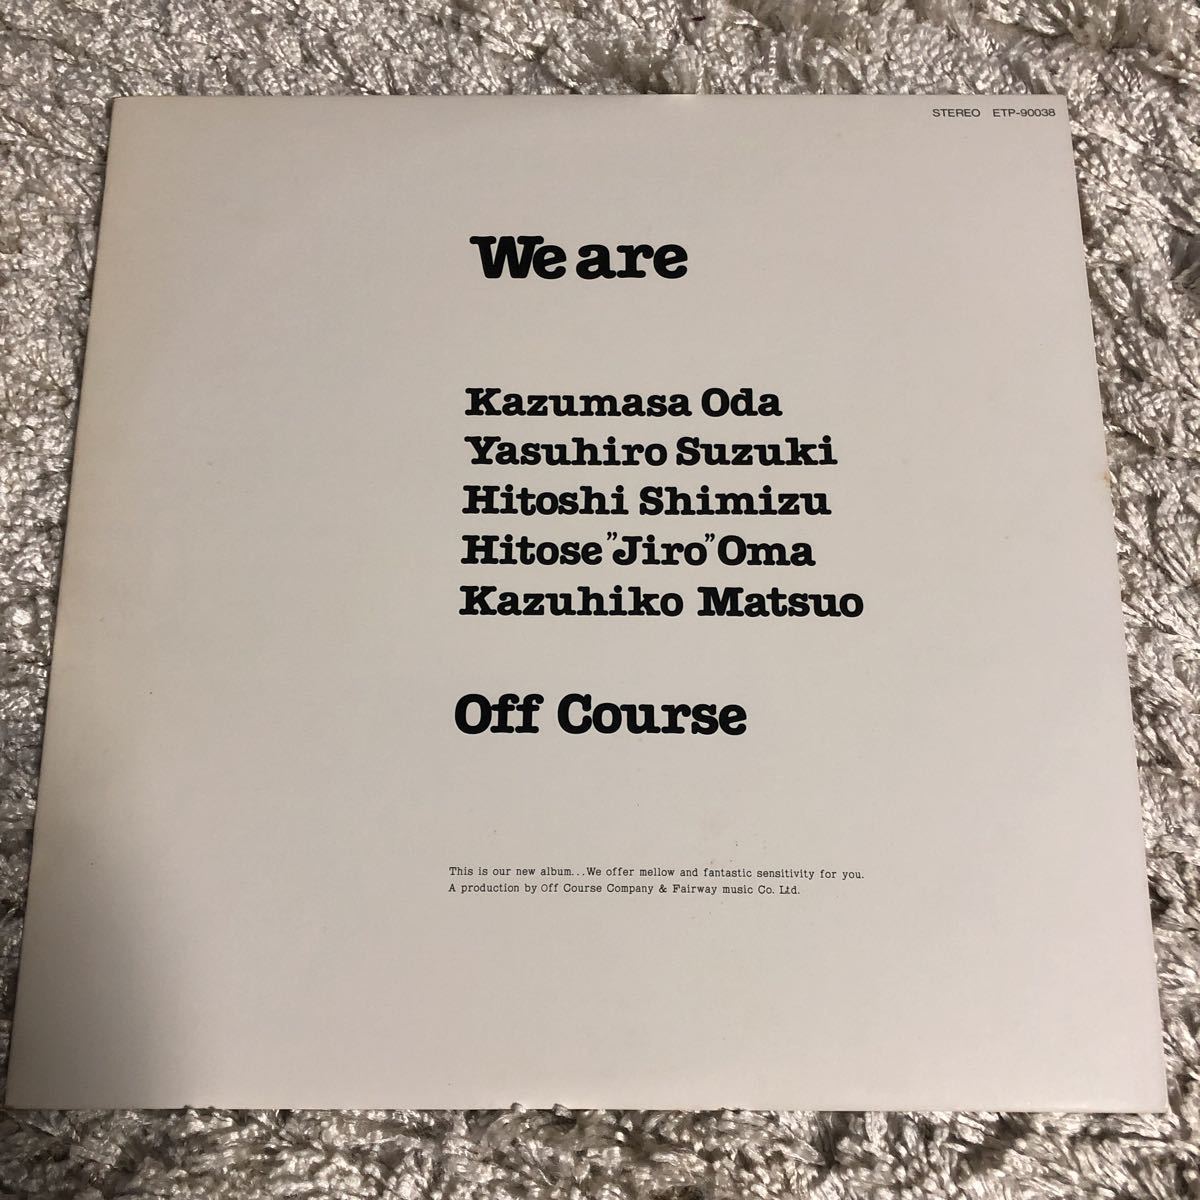 STEREO ETP-90038
We are
Kazumasa Oda
Yasuhiro Suzuki
Hitoshi Shimizu
Hitose ”Jiro” Oma
Kazuhiko Matsuo
Off Course
This is our new album...We offer mellow and fantastic sensitivity for you.
A production by Off Course Company & Fairway music Co. Ltd.